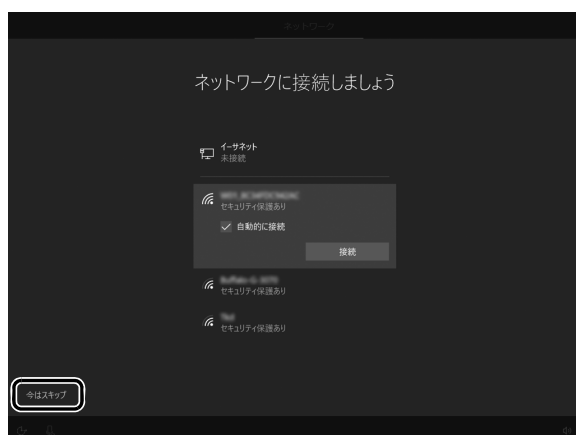 ネットワーク
ネットワークに接続しましょう
イーサネット
未接続
セキュリティ保護あり
自動的に接続
接続
セキュリティ保護あり
セキュリティ保護あり
今はスキップ